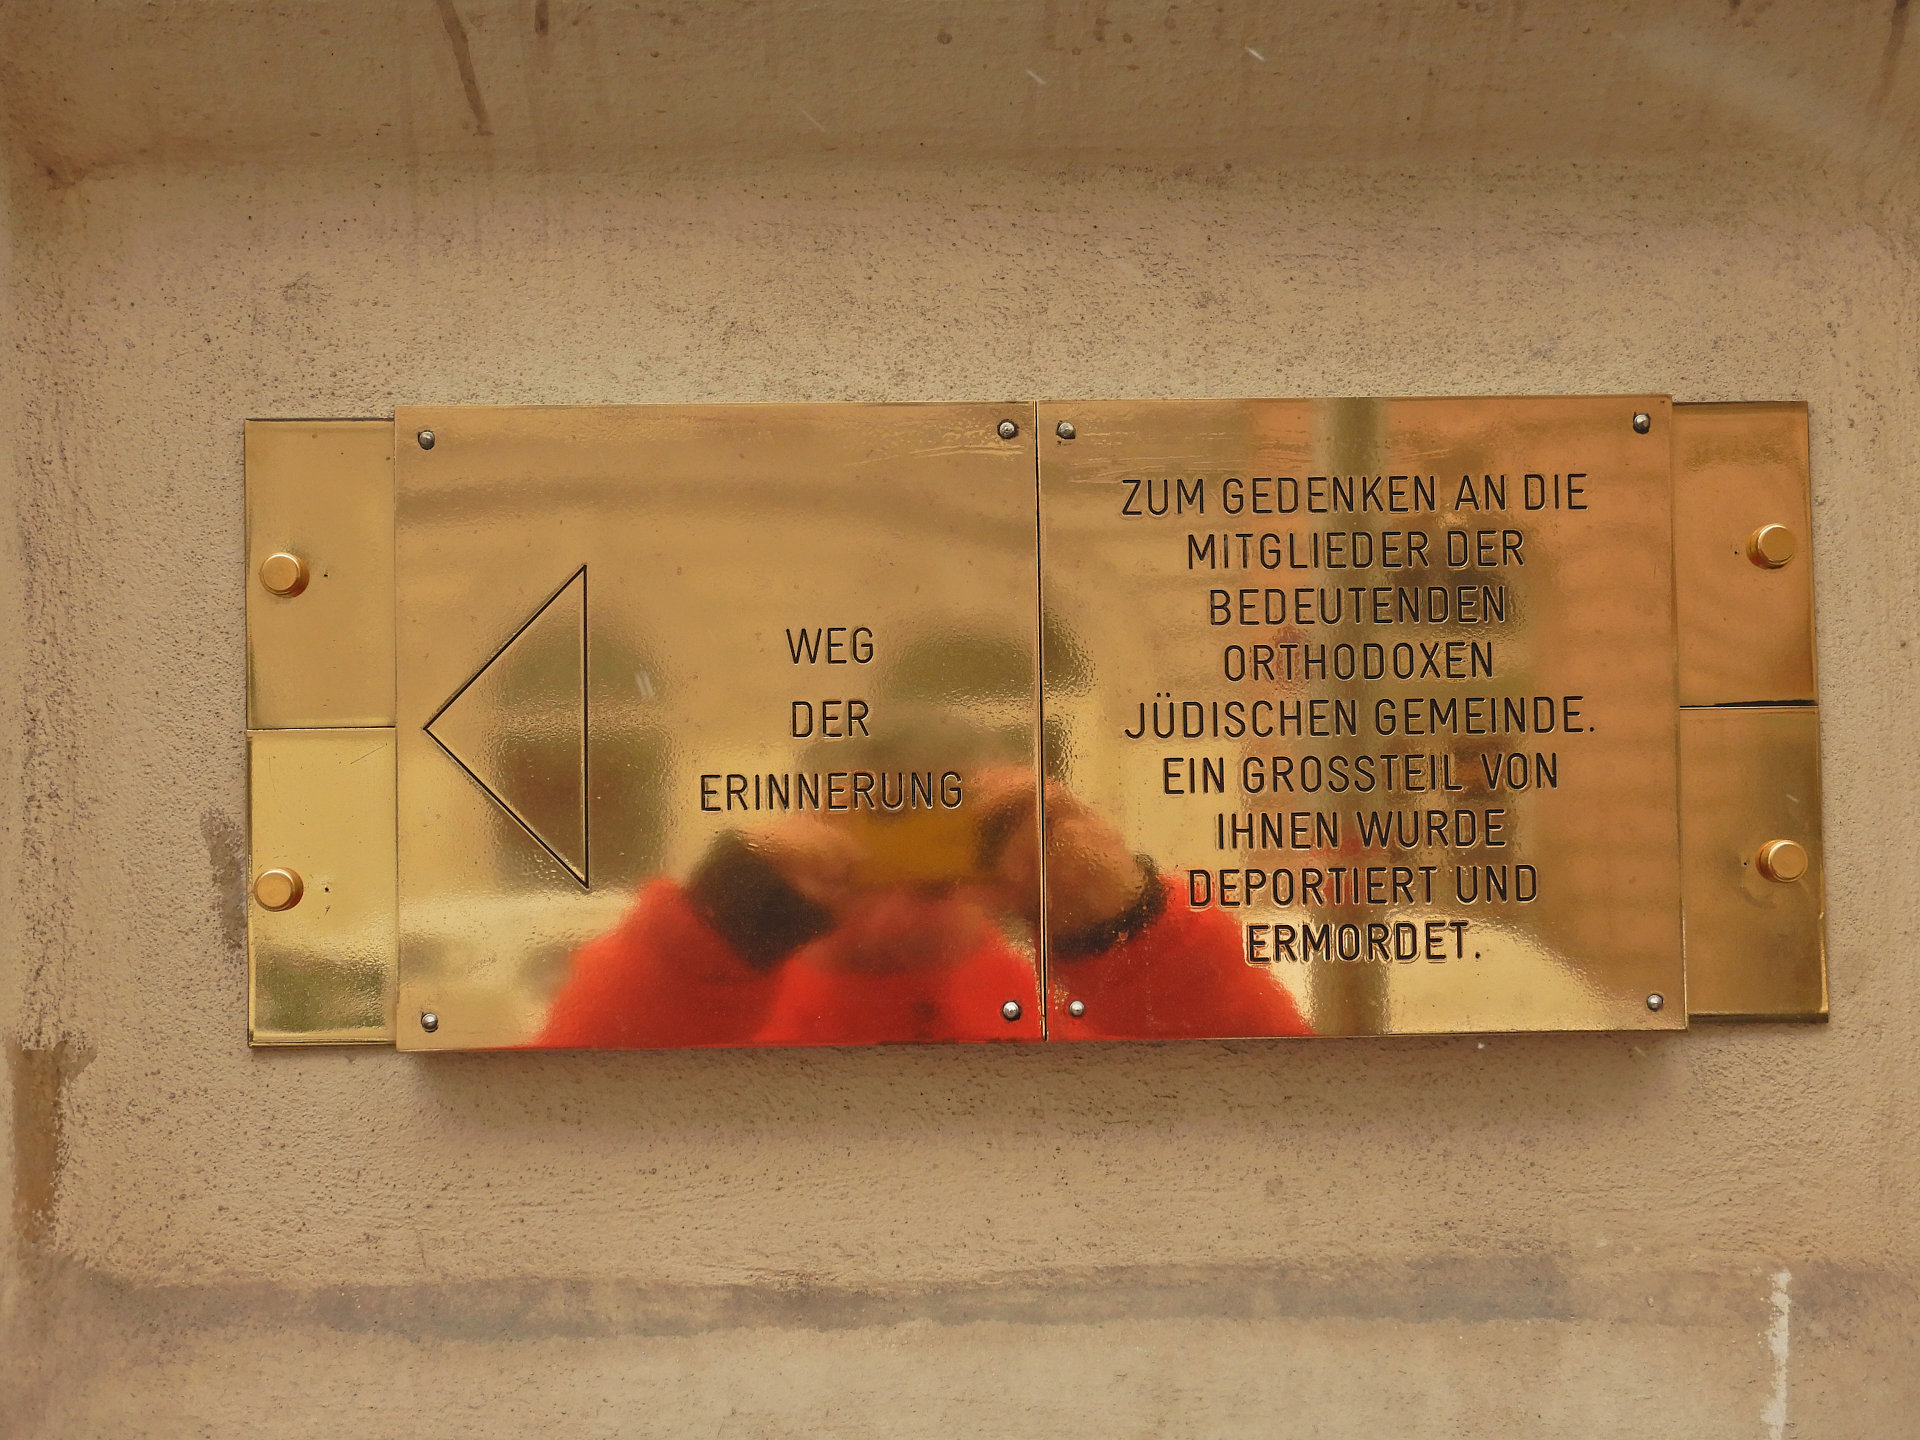 WEG
DER
ERINNERUNG
ZUM GEDENKEN AN DIE
MITGLIEDER DER
BEDEUTENDEN
ORTHODOXEN
JÜDISCHEN GEMEINDE.
EIN GROSSTEIL VON
IHNEN WURDE
DEPORTIERT UND
ERMORDET.